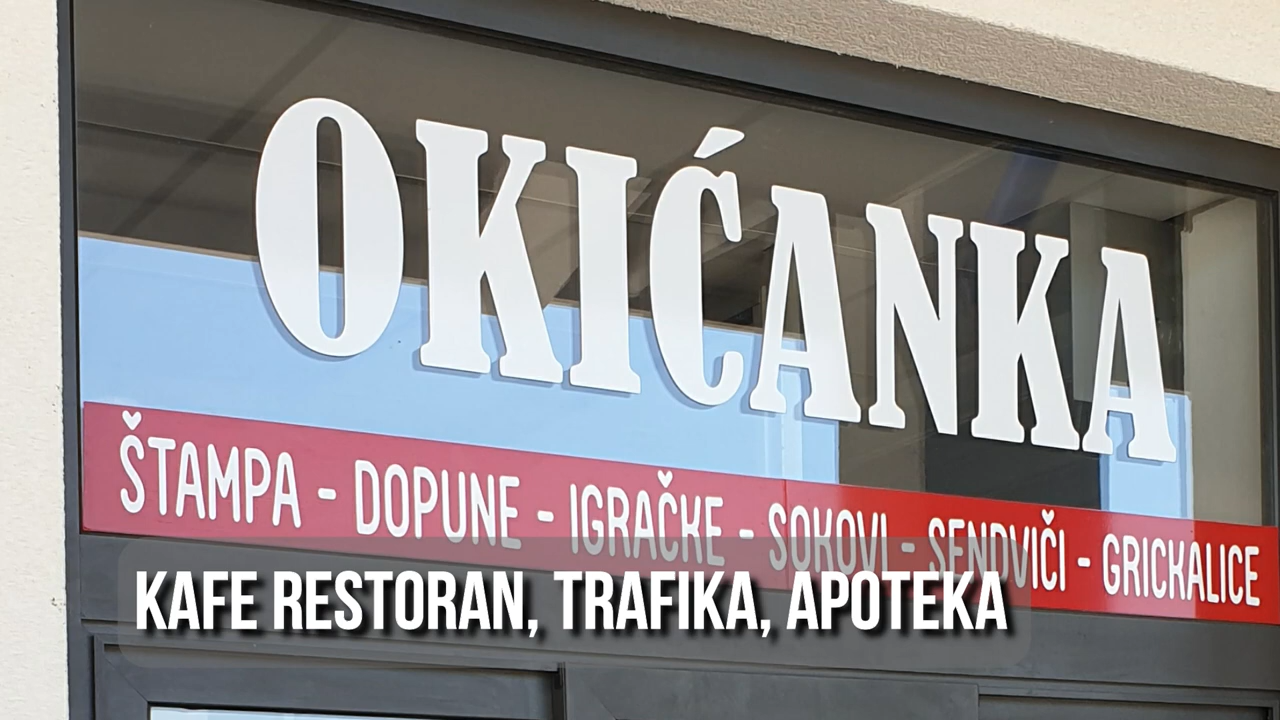 OKIĆANKA
ŠTAMPA - DOPUNE - IGRAČKE - SOKOVI - SENDVIČI - GRICKALICE
KAFE RESTORAN, TRAFIKA, APOTEKA